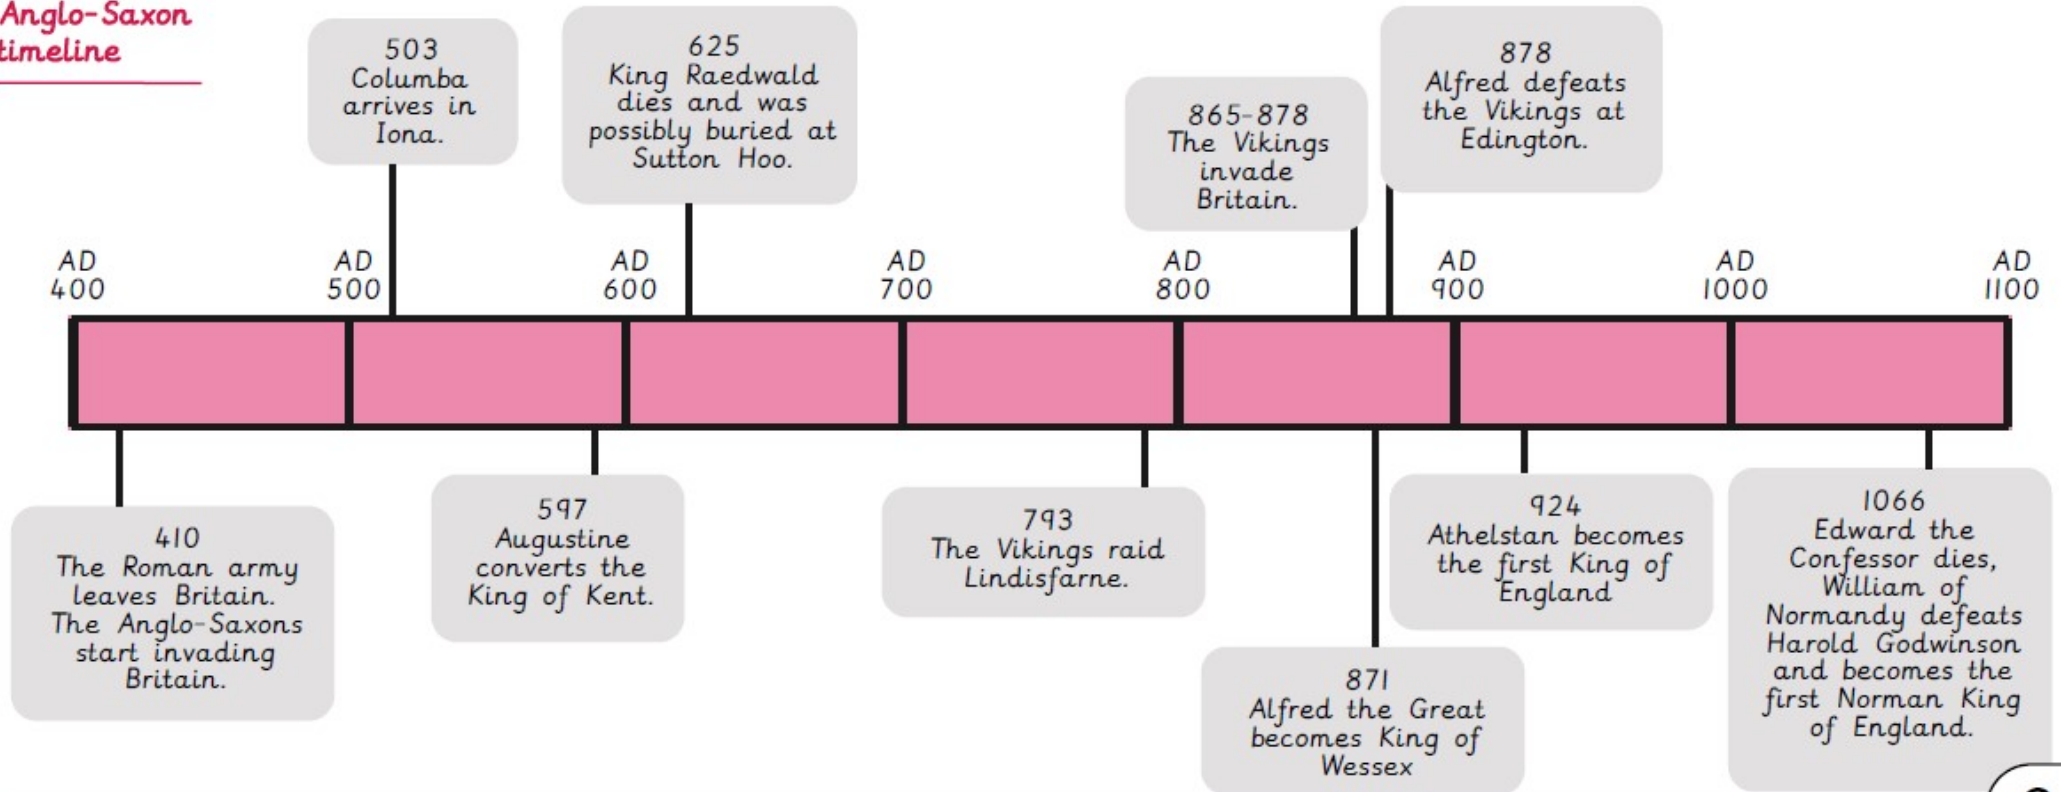 Anglo-Saxon
timeline
503
Columba
arrives in
Iona.
625
King Raedwald
dies and was
possibly buried at
Sutton Hoo.
865-878
The Vikings
invade
Britain.
878
Alfred defeats
the Vikings at
Edington.
AD
400
AD
500
AD
600
AD
700
AD
800
AD
900
AD
1000
AD
1100
410
The Roman army
leaves Britain.
The Anglo-Saxons
start invading
Britain.
597
Augustine
converts the
King of Kent.
793
The Vikings raid
Lindisfarne.
871
Alfred the Great
becomes King of
Wessex
924
Athelstan becomes
the first King of
England
1066
Edward the
Confessor dies,
William of
Normandy defeats
Harold Godwinson
and becomes the
first Norman King
of England.